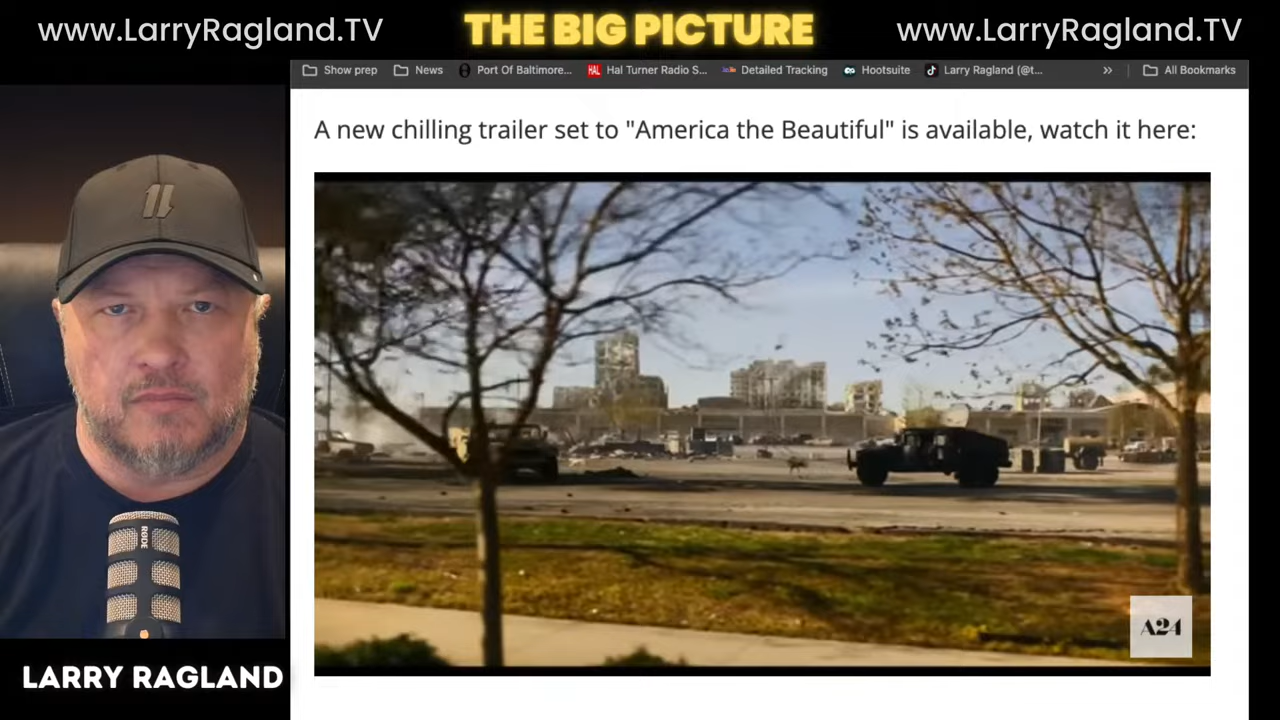 www.LarryRagland.TV
THE BIG PICTURE
www.LarryRagland.TV
Show prep
News
Port Of Baltimore...
HAL
Hal Turner Radio S...
Detailed Tracking
Hootsuite
Larry Ragland (@t...
»
All Bookmarks
A new chilling trailer set to "America the Beautiful" is available, watch it here:
RØDE
A24
LARRY RAGLAND